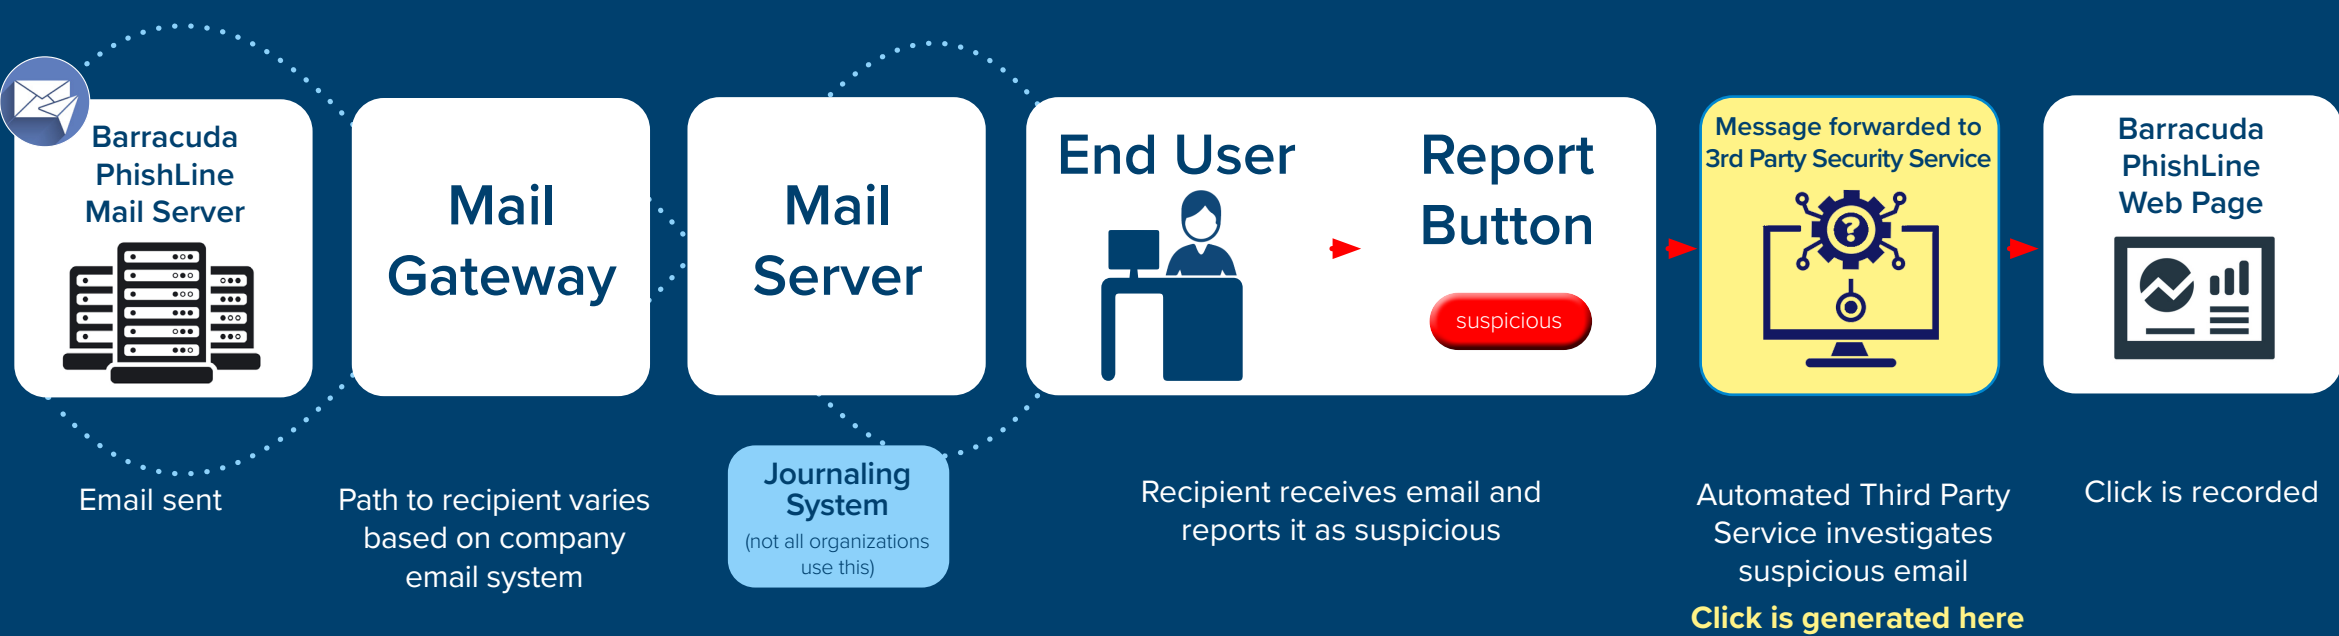 Barracuda
PhishLine
Mail Server
Email sent
Mail
Gateway
Path to recipient varies
based on company
email system
Mail
Server
Journaling
System
(not all organizations
use this)
End User
Report
Button
suspicious
Recipient receives email and
reports it as suspicious
Message forwarded to
3rd Party Security Service
?
Automated Third Party
Service investigates
suspicious email
Click is generated here
Barracuda
PhishLine
Web Page
Click is recorded